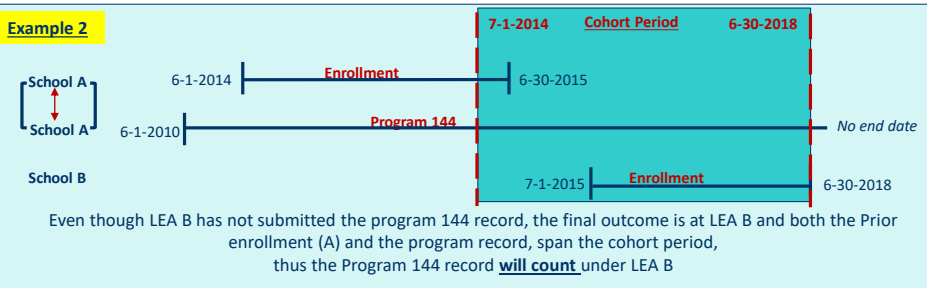 Example 2
7-1-2014 Cohort Period 6-30-2018
School A
6-1-2014 Enrollment 6-30-2015
School A
6-1-2010 Program 144 No end date
School B
7-1-2015 Enrollment 6-30-2018
Even though LEA B has not submitted the program 144 record, the final outcome is at LEA B and both the Prior
enrollment (A) and the program record, span the cohort period,
thus the Program 144 record will count under LEA B